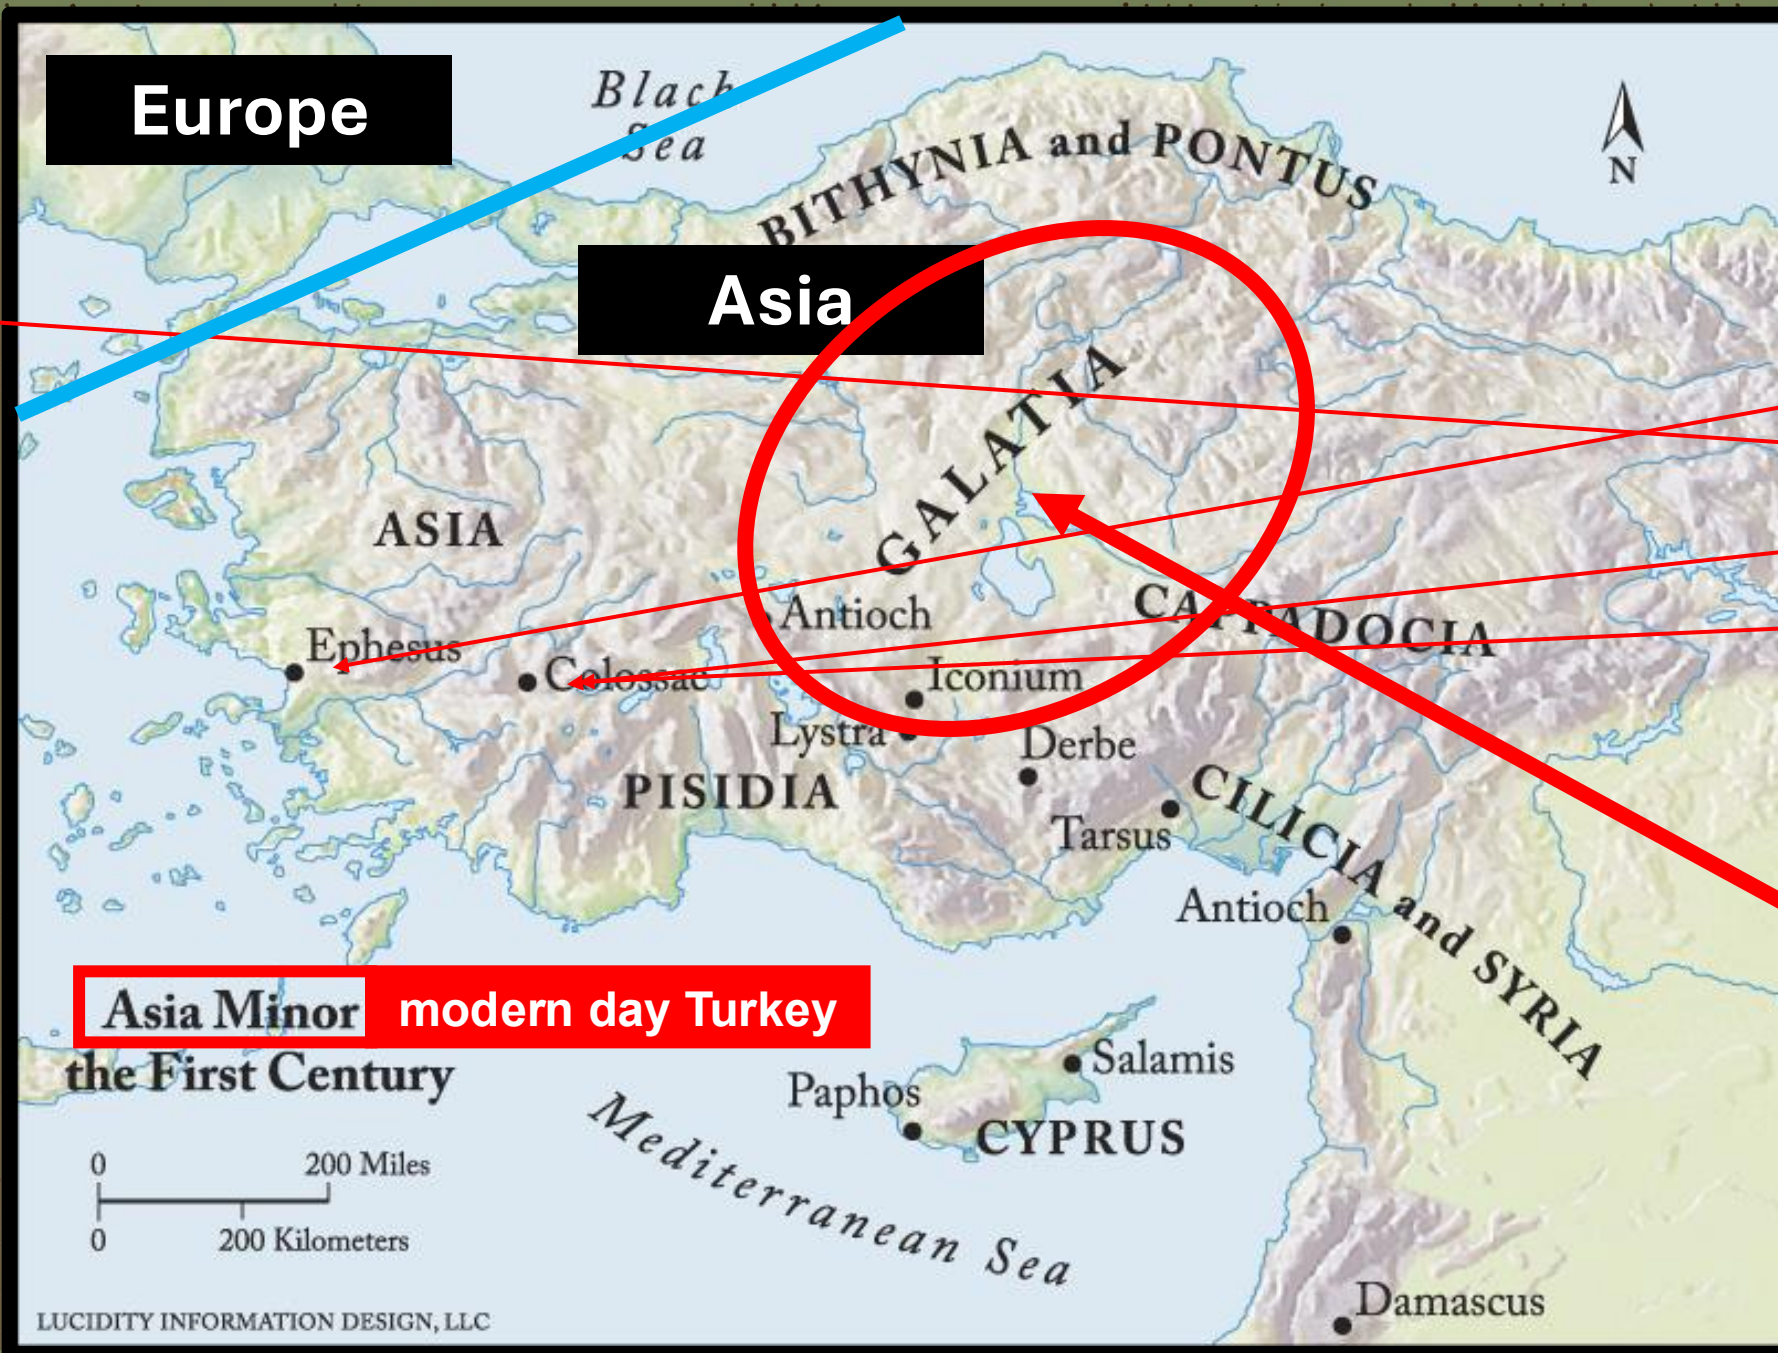 Europe
Black
Sea
N
BITHYNIA and PONTUS
Asia
GALATIA
ASIA
CAPPADOCIA
Antioch
Ephesus
Colossae
Iconium
Lystra
Derbe
PISIDIA
Tarsus
CILICIA and SYRIA
Antioch
Asia Minor modern day Turkey
the First Century
Salamis
Paphos
CYPRUS
Mediterranean Sea
0 200 Miles
0 200 Kilometers
Damascus
LUCIDITY INFORMATION DESIGN, LLC